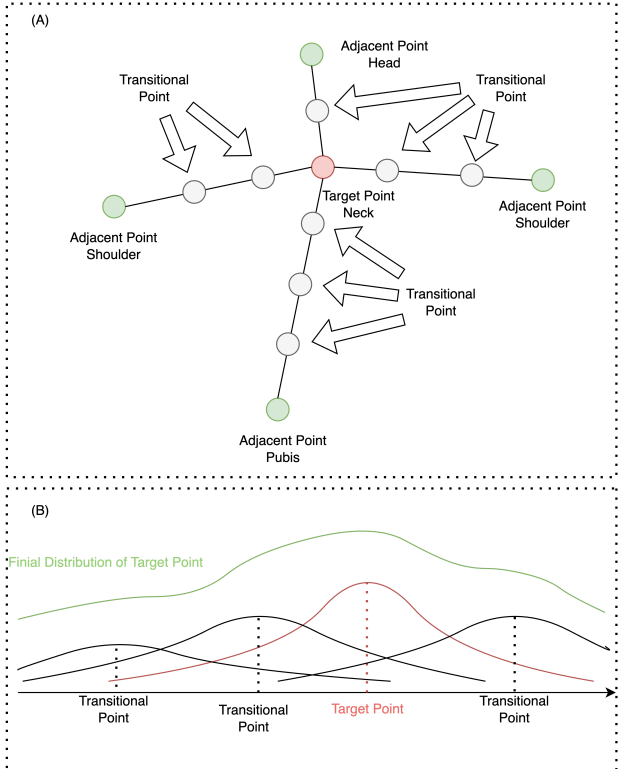 (A)
Adjacent Point
Head
Transitional
Point
Transitional
Point
Target Point
Neck
Adjacent Point
Shoulder
Adjacent Point
Shoulder
Transitional
Point
Adjacent Point
Pubis
(B)
Finial Distribution of Target Point
Transitional
Point
Transitional
Point
Target Point
Transitional
Point